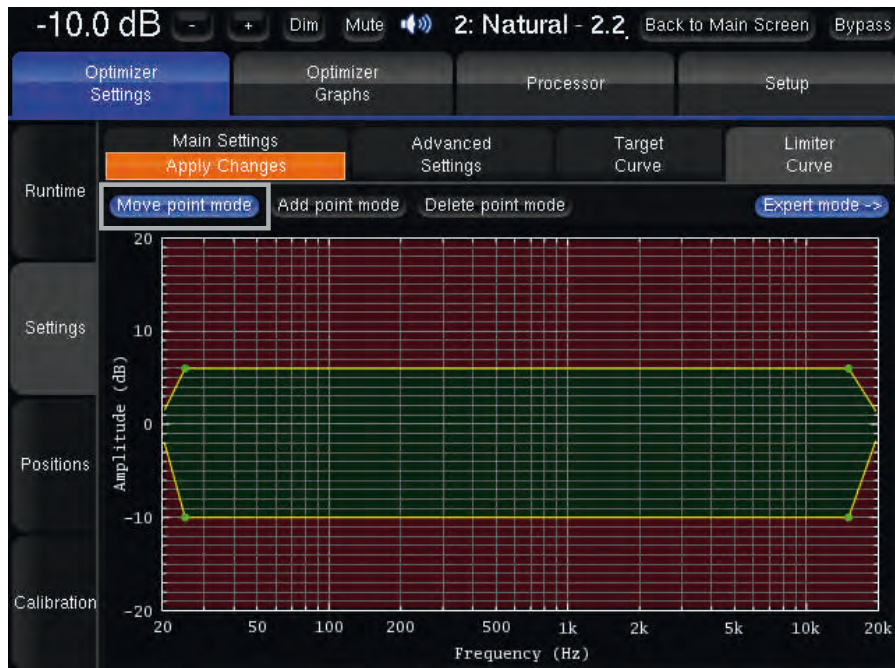 -10.0 dB - + Dim Mute 2: Natural - 2.2. Back to Main Screen Bypass
Optimizer Settings
Optimizer Graphs
Processor
Setup
Runtime
Settings
Positions
Calibration
Main Settings
Apply Changes
Advanced Settings
Target Curve
Limiter Curve
Move point mode Add point mode Delete point mode Expert mode ->
Amplitude (dB)
20
10
0
-10
-20
20 50 100 200 500 1k 2k 5k 10k 20k
Frequency (Hz)